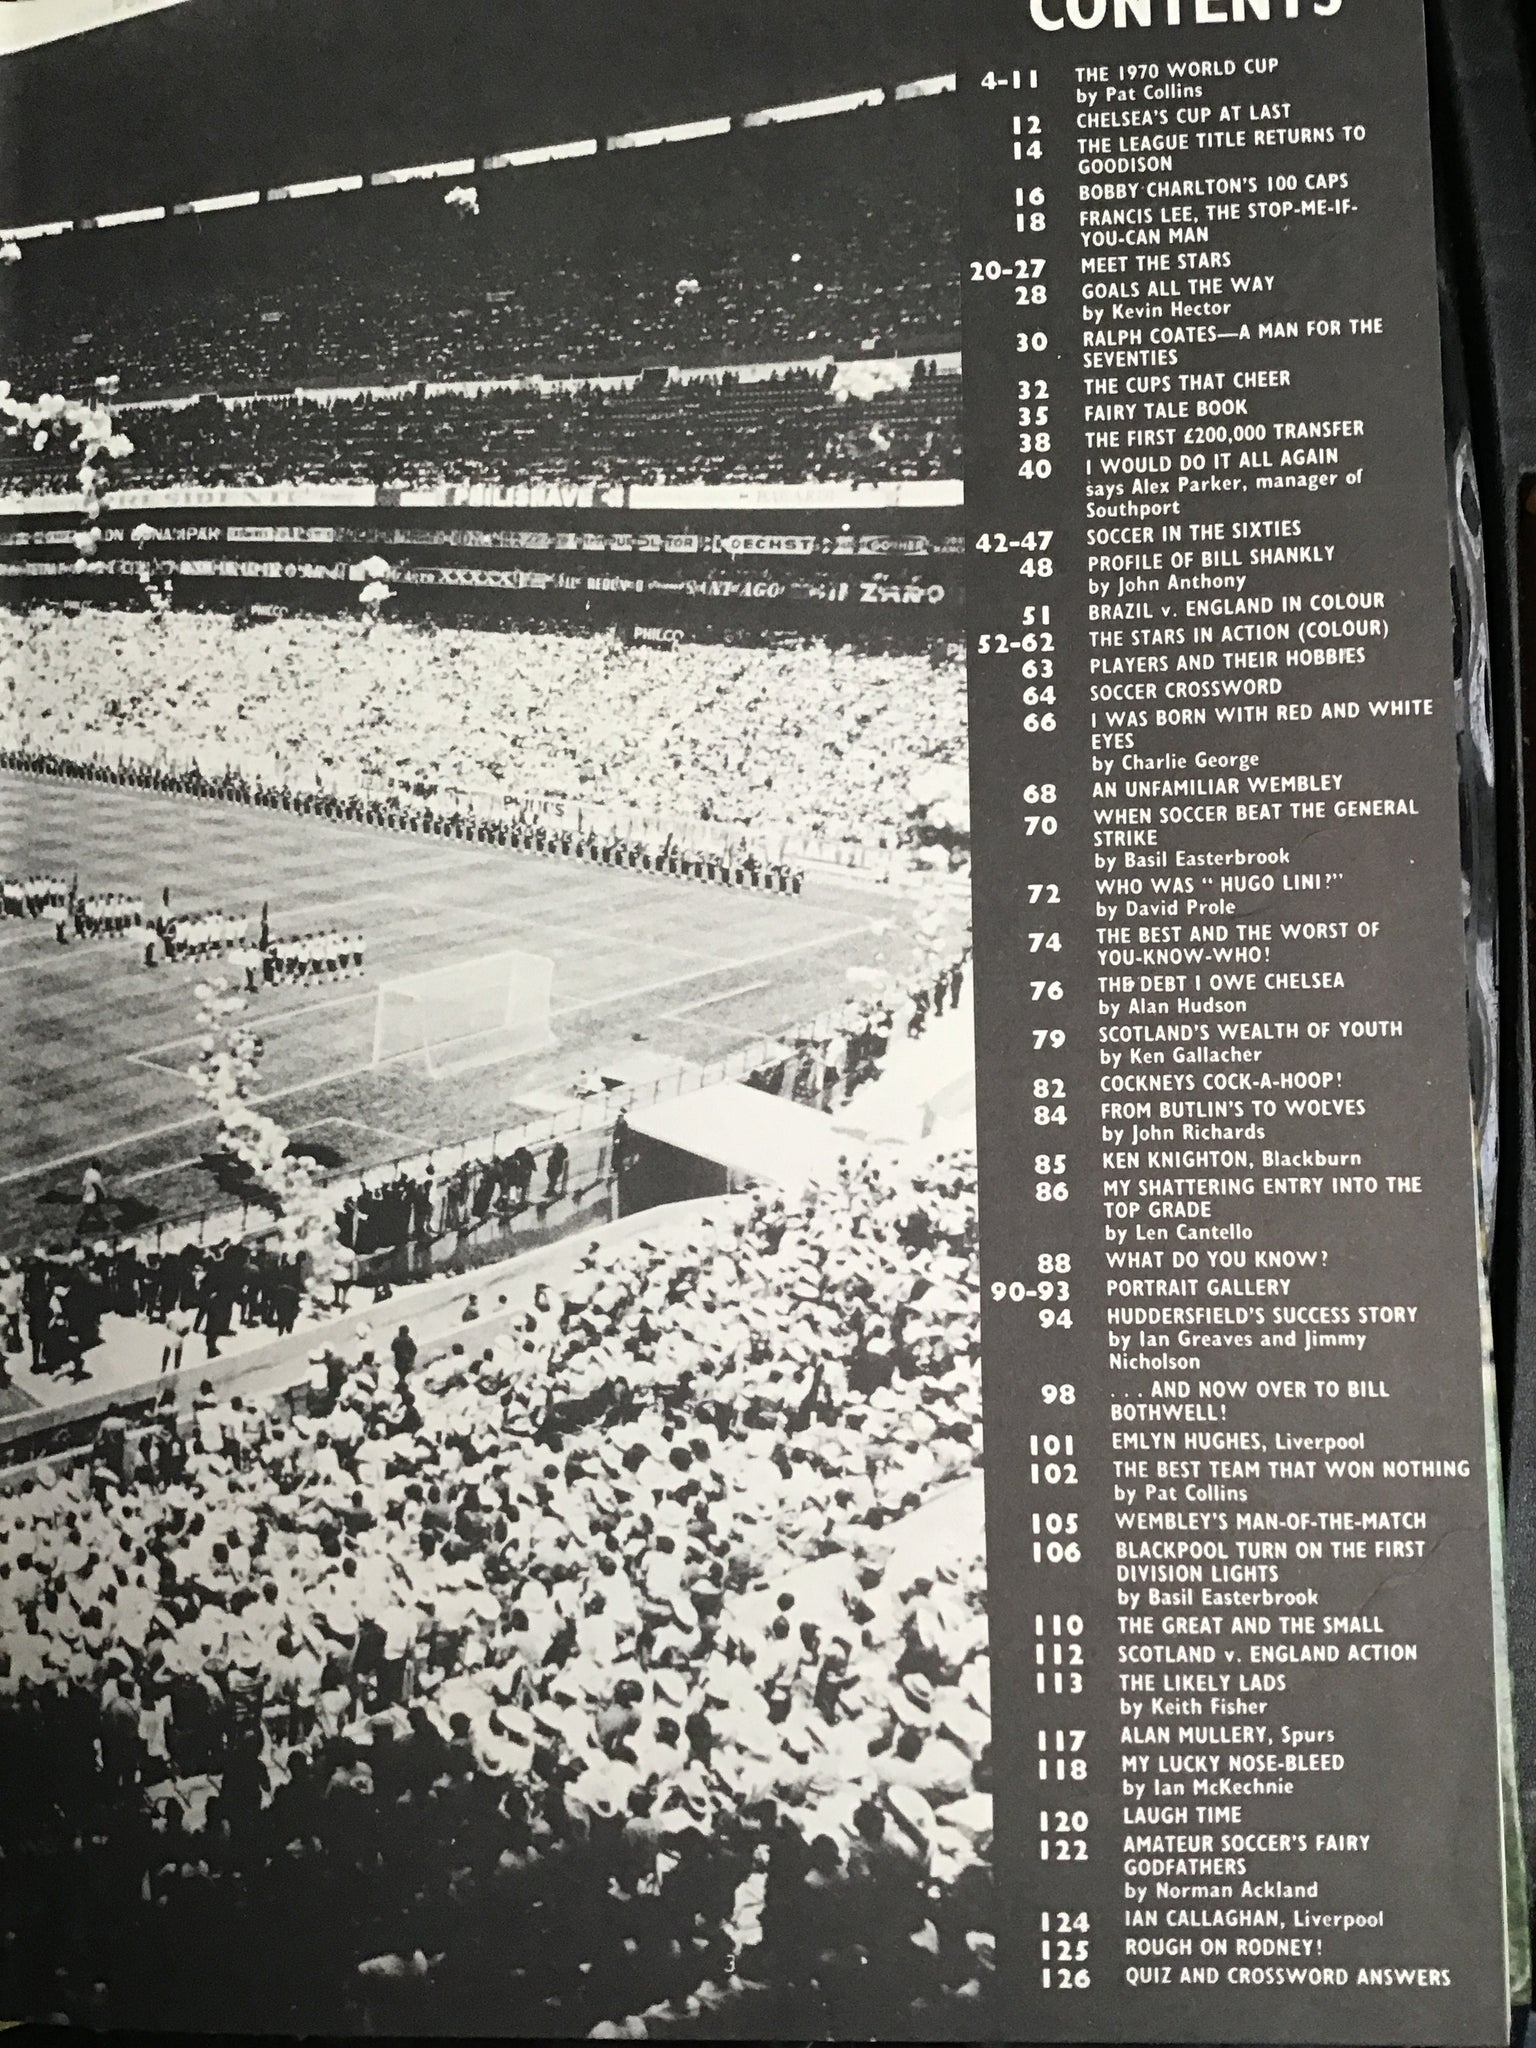 CONTENTS
4-11 THE 1970 WORLD CUP
by Pat Collins
12 CHELSEA'S CUP AT LAST
14 THE LEAGUE TITLE RETURNS TO
GOODISON
16 BOBBY CHARLTON'S 100 CAPS
18 FRANCIS LEE, THE STOP-ME-IF-
YOU-CAN MAN
20-27 MEET THE STARS
28 GOALS ALL THE WAY
by Kevin Hector
30 RALPH COATES—A MAN FOR THE
SEVENTIES
32 THE CUPS THAT CHEER
35 FAIRY TALE BOOK
38 THE FIRST £200,000 TRANSFER
40 I WOULD DO IT ALL AGAIN
says Alex Parker, manager of
Southport
42-47 SOCCER IN THE SIXTIES
48 PROFILE OF BILL SHANKLY
by John Anthony
51 BRAZIL v. ENGLAND IN COLOUR
52-62 THE STARS IN ACTION (COLOUR)
63 PLAYERS AND THEIR HOBBIES
64 SOCCER CROSSWORD
66 I WAS BORN WITH RED AND WHITE
EYES
by Charlie George
68 AN UNFAMILIAR WEMBLEY
70 WHEN SOCCER BEAT THE GENERAL
STRIKE
by Basil Easterbrook
72 WHO WAS " HUGO LINI?"
by David Prole
74 THE BEST AND THE WORST OF
YOU-KNOW-WHO!
76 THE DEBT I OWE CHELSEA
by Alan Hudson
79 SCOTLAND'S WEALTH OF YOUTH
by Ken Gallacher
82 COCKNEYS COCK-A-HOOP!
84 FROM BUTLIN'S TO WOLVES
by John Richards
85 KEN KNIGHTON, Blackburn
86 MY SHATTERING ENTRY INTO THE
TOP GRADE
by Len Cantello
88 WHAT DO YOU KNOW?
90-93 PORTRAIT GALLERY
94 HUDDERSFIELD'S SUCCESS STORY
by Ian Greaves and Jimmy
Nicholson
98 . . . AND NOW OVER TO BILL
BOTHWELL!
101 EMLYN HUGHES, Liverpool
102 THE BEST TEAM THAT WON NOTHING
by Pat Collins
105 WEMBLEY'S MAN-OF-THE-MATCH
106 BLACKPOOL TURN ON THE FIRST
DIVISION LIGHTS
by Basil Easterbrook
110 THE GREAT AND THE SMALL
112 SCOTLAND v. ENGLAND ACTION
113 THE LIKELY LADS
by Keith Fisher
117 ALAN MULLERY, Spurs
118 MY LUCKY NOSE-BLEED
by Ian McKechnie
120 LAUGH TIME
122 AMATEUR SOCCER'S FAIRY
GODFATHERS
by Norman Ackland
124 IAN CALLAGHAN, Liverpool
125 ROUGH ON RODNEY!
126 QUIZ AND CROSSWORD ANSWERS
PHILISHAVE
OECHST
XXXXX SANTIAGO
PHILCO PHILCO
3